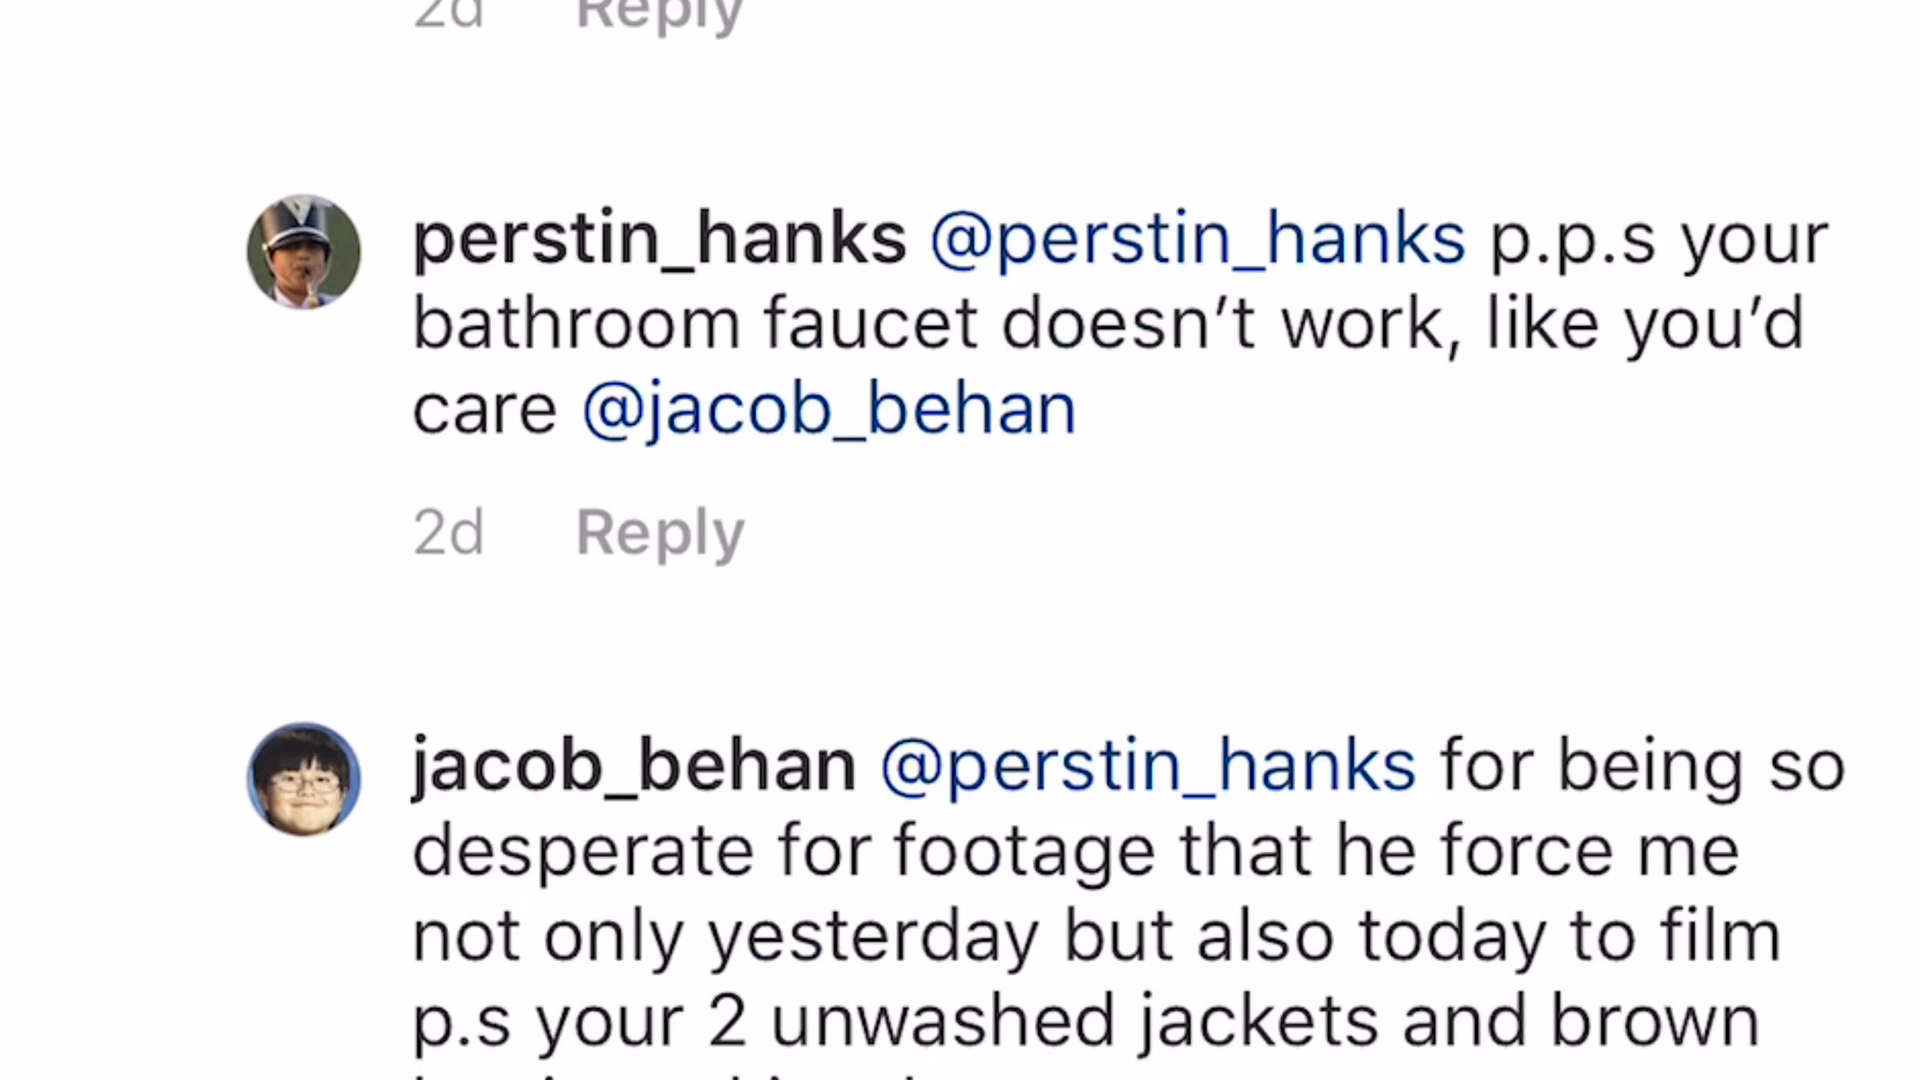 2d Reply
perstin_hanks @perstin_hanks p.p.s your
bathroom faucet doesn’t work, like you’d
care @jacob_behan
2d Reply
jacob_behan @perstin_hanks for being so
desperate for footage that he force me
not only yesterday but also today to film
p.s your 2 unwashed jackets and brown